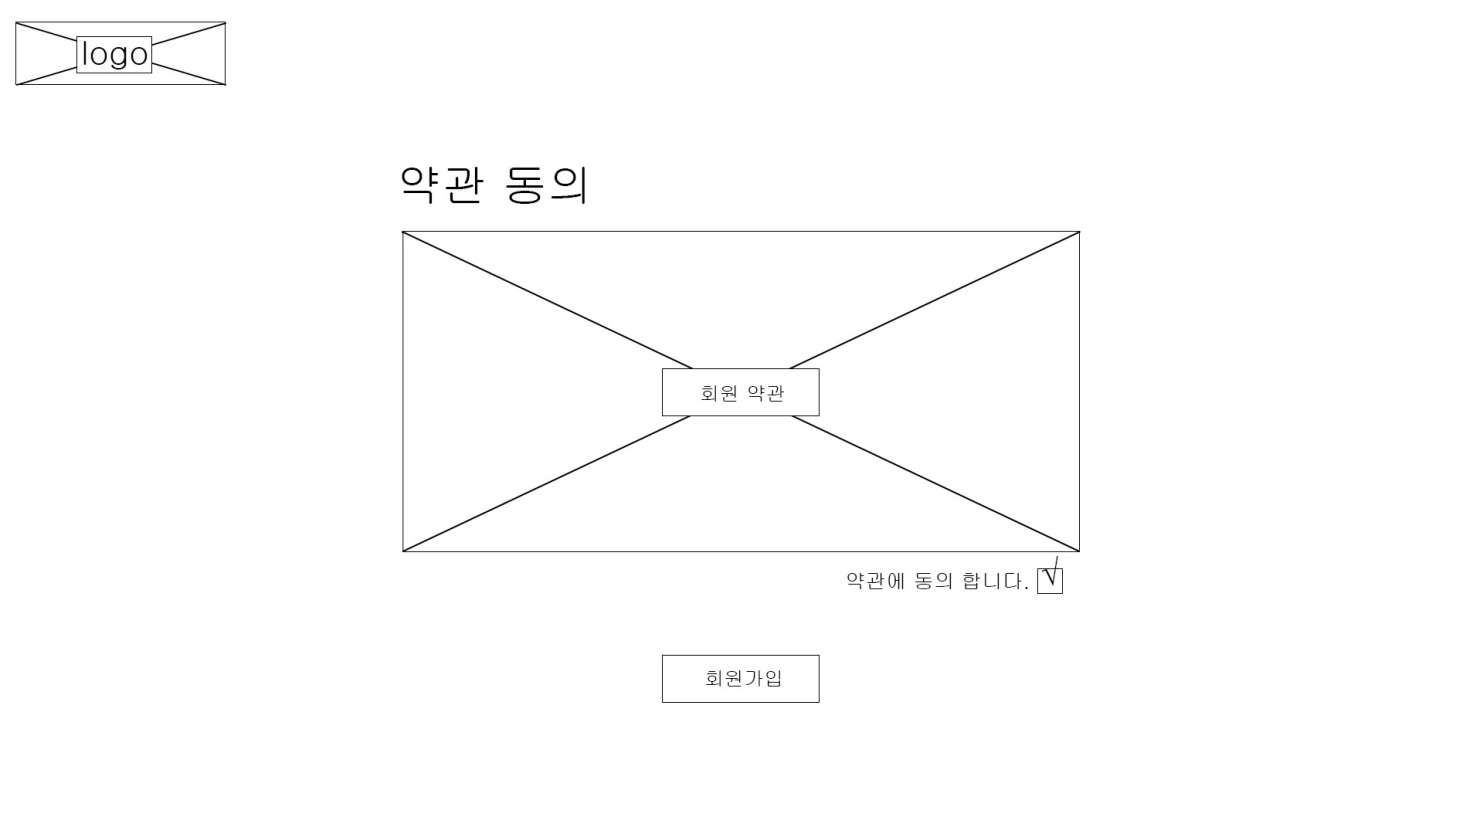 logo
약관 동의
회원 약관
약관에 동의 합니다. √
회원가입